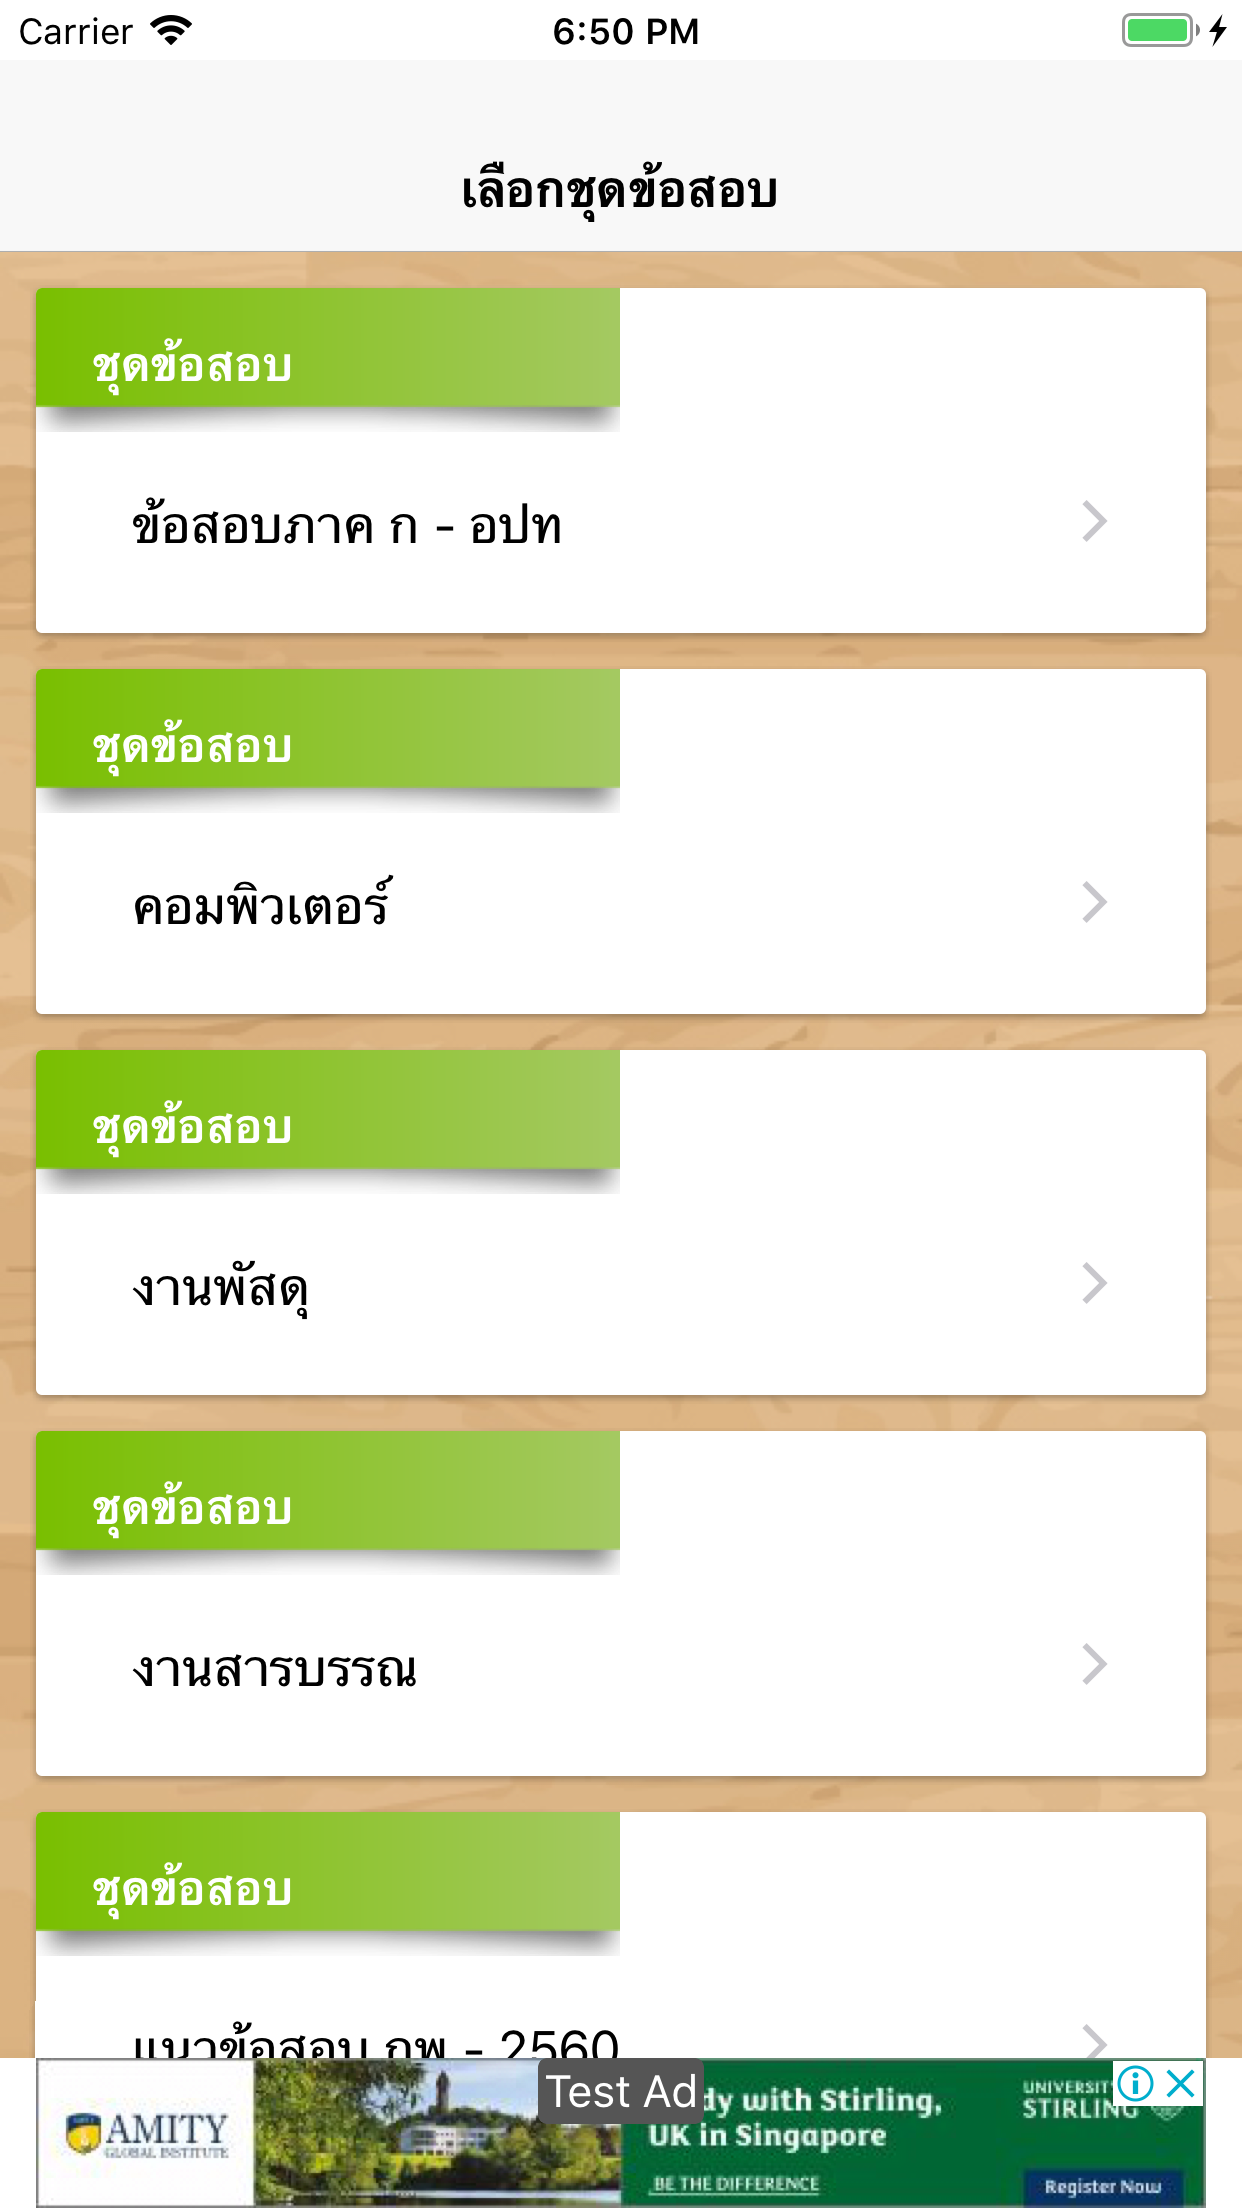 Carrier 6:50 PM
เลือกชุดข้อสอบ
ชุดข้อสอบ
ข้อสอบภาค ก - อปท
ชุดข้อสอบ
คอมพิวเตอร์
ชุดข้อสอบ
งานพัสดุ
ชุดข้อสอบ
งานสารบรรณ
ชุดข้อสอบ
แนวข้อสอบ กพ - 2560
Test Ad
AMITY
GLOBAL INSTITUTE
dy with Stirling,
UK in Singapore
BE THE DIFFERENCE
UNIVERSITY
STIRLING
Register Now